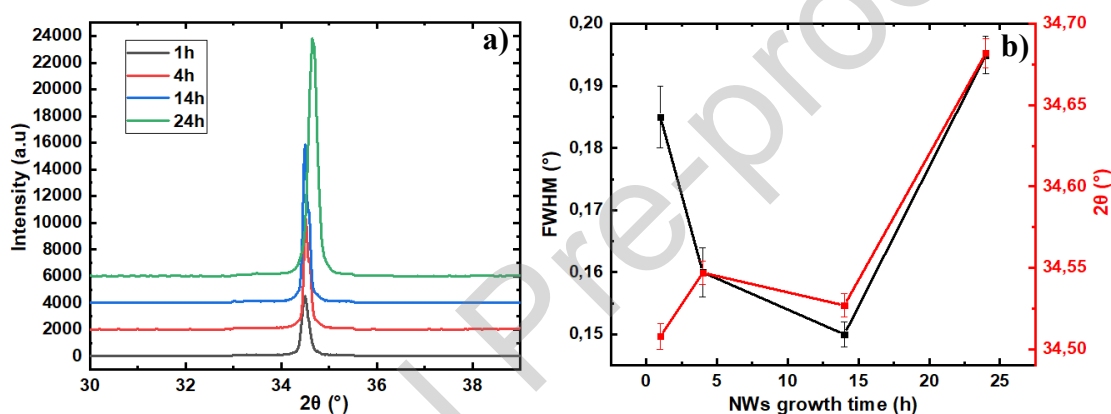 a)
24000
22000
20000
18000
16000
14000
12000
10000
8000
6000
4000
2000
0
Intensity (a.u)
1h
4h
14h
24h
30 32 34 36 38
2θ (°)
b)
0,20
0,19
0,18
0,17
0,16
0,15
FWHM (°)
34,70
34,65
34,60
34,55
34,50
2θ (°)
0 5 10 15 20 25
NWs growth time (h)
l Pre-proo